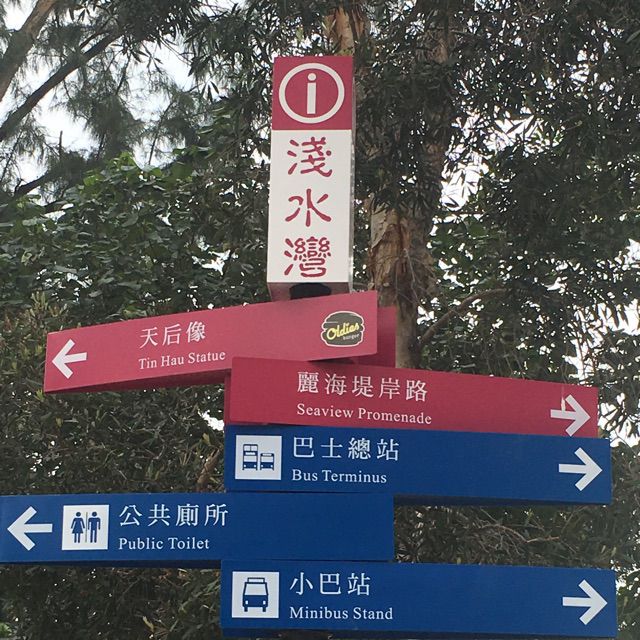 i
淺水灣
天后像
Tin Hau Statue
Oldies
burger
麗海堤岸路
Seaview Promenade
巴士總站
Bus Terminus
公共廁所
Public Toilet
小巴站
Minibus Stand